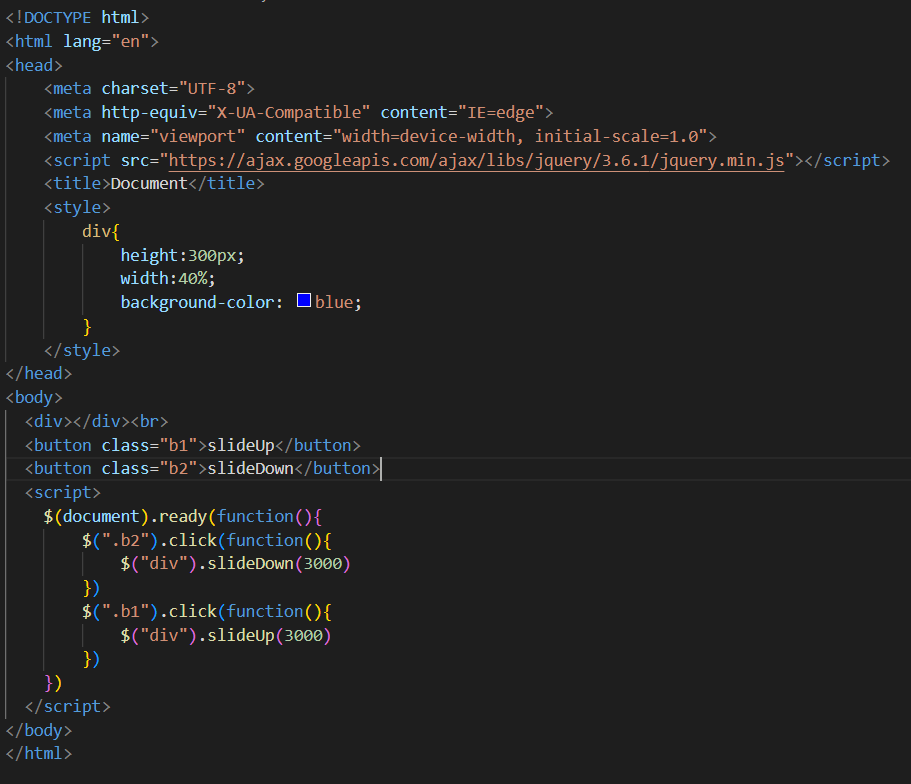 <!DOCTYPE html>
<html lang="en">
<head>
    <meta charset="UTF-8">
    <meta http-equiv="X-UA-Compatible" content="IE=edge">
    <meta name="viewport" content="width=device-width, initial-scale=1.0">
    <script src="https://ajax.googleapis.com/ajax/libs/jquery/3.6.1/jquery.min.js"></script>
    <title>Document</title>
    <style>
        div{
            height:300px;
            width:40%;
            background-color: blue;
        }
    </style>
</head>
<body>
  <div></div><br>
  <button class="b1">slideUp</button>
  <button class="b2">slideDown</button>
  <script>
    $(document).ready(function(){
        $(".b2").click(function(){
            $("div").slideDown(3000)
        })
        $(".b1").click(function(){
            $("div").slideUp(3000)
        })
    })
  </script>
</body>
</html>